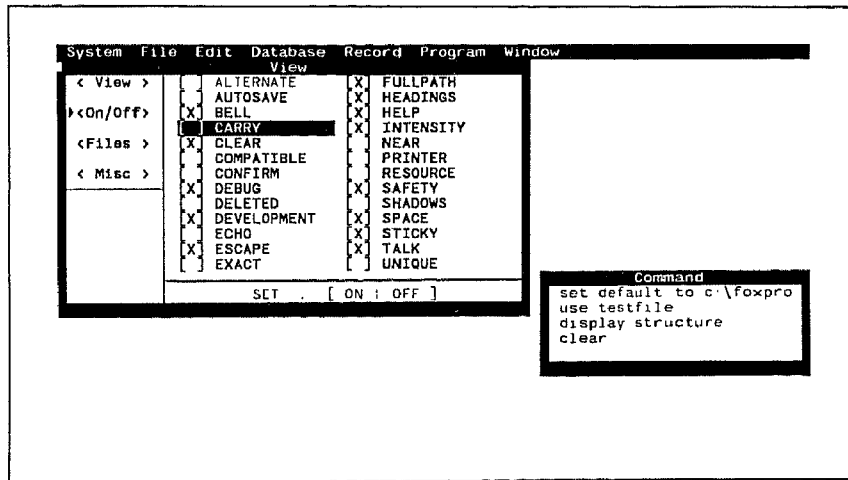 System File Edit Database Record Program Window
View
< View >
<On/Off>
<Files >
< Misc >
[ ] ALTERNATE
[ ] AUTOSAVE
[X] BELL
[ ] CARRY
[X] CLEAR
[ ] COMPATIBLE
[ ] CONFIRM
[X] DEBUG
[ ] DELETED
[X] DEVELOPMENT
[ ] ECHO
[X] ESCAPE
[ ] EXACT
[X] FULLPATH
[X] HEADINGS
[X] HELP
[X] INTENSITY
[ ] NEAR
[ ] PRINTER
[ ] RESOURCE
[X] SAFETY
[ ] SHADOWS
[X] SPACE
[X] STICKY
[X] TALK
[ ] UNIQUE
SET . [ ON : OFF ]
Command
set default to c:\foxpro
use testfile
display structure
clear